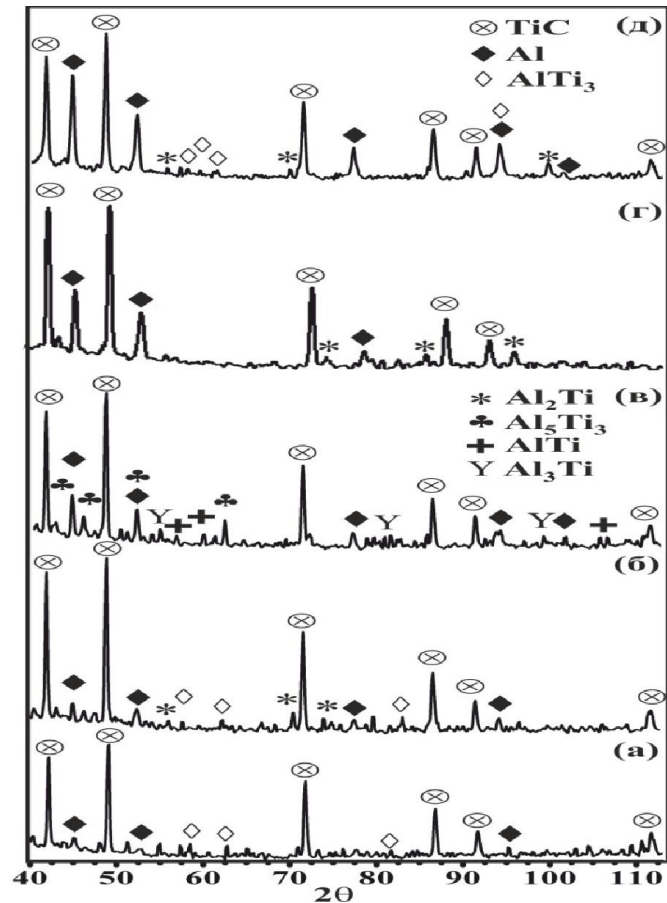 TiC (д)
Al
AlTi₃
(г)
Al₂Ti (в)
Al₅Ti₃
AlTi
Y Al₃Ti
Y Y Y
(б)
(а)
40 50 60 70 80 90 100 110
2θ